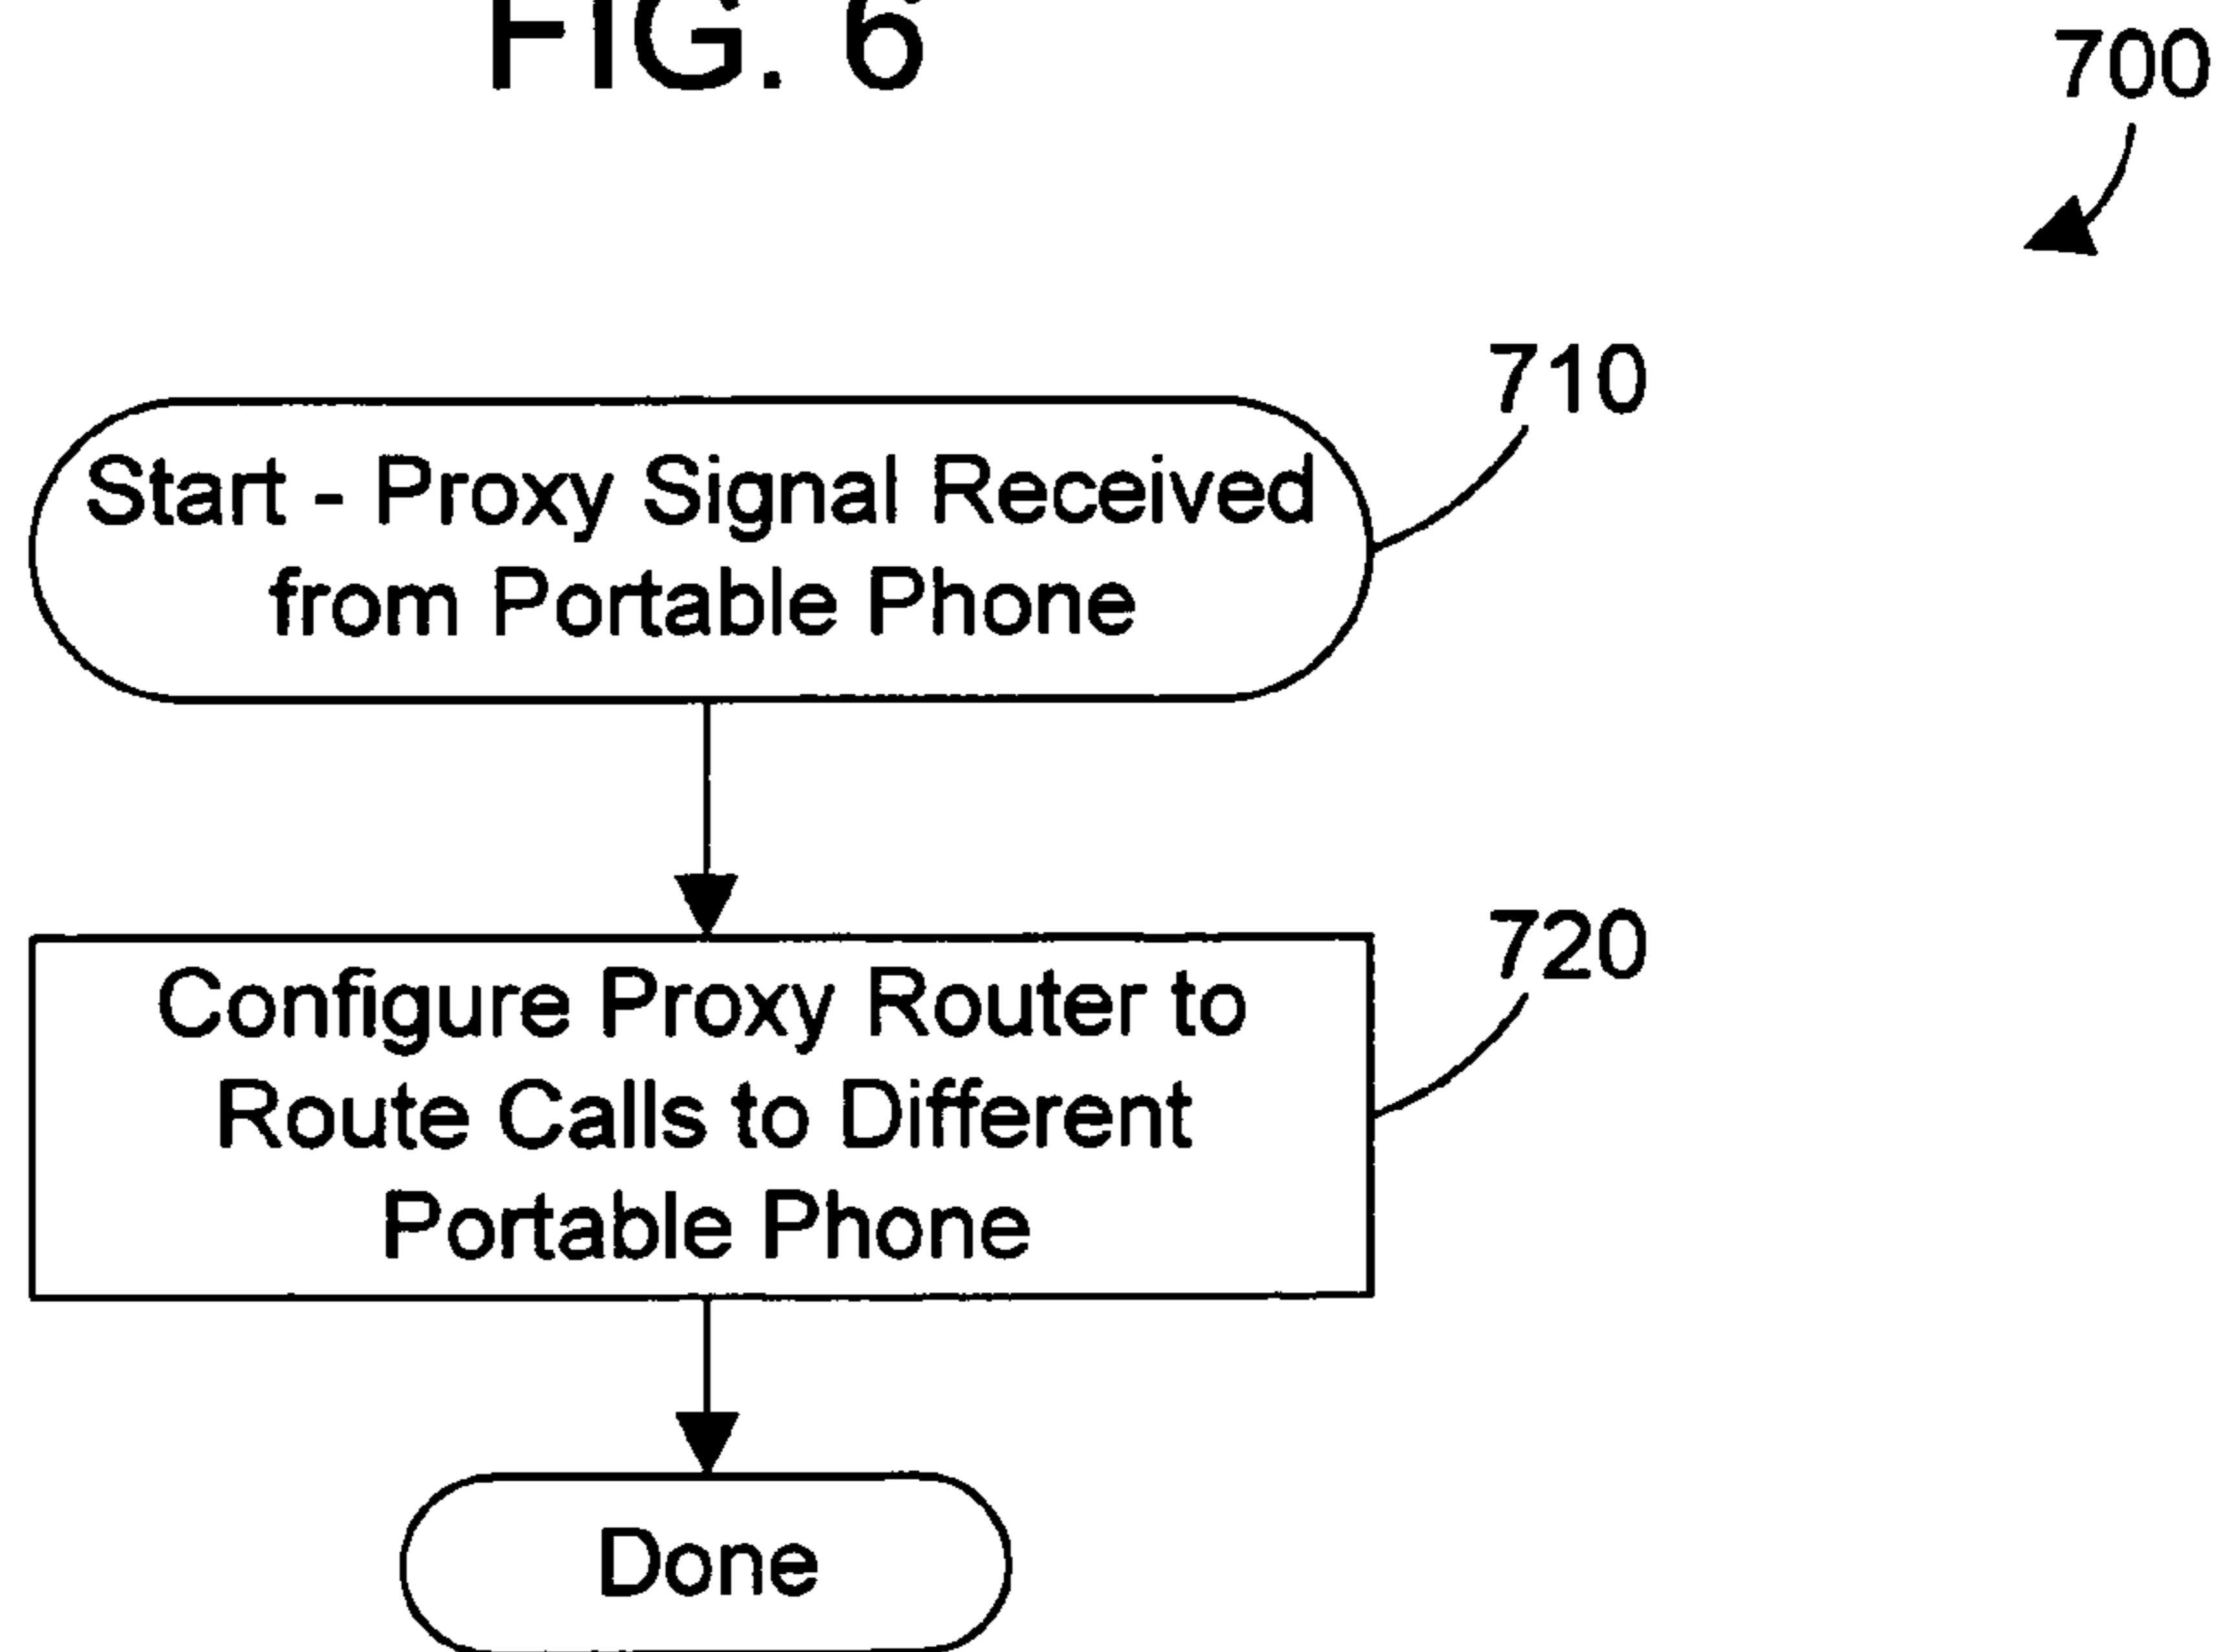 FIG. 6
700
710
Start - Proxy Signal Received
from Portable Phone
720
Configure Proxy Router to
Route Calls to Different
Portable Phone
Done